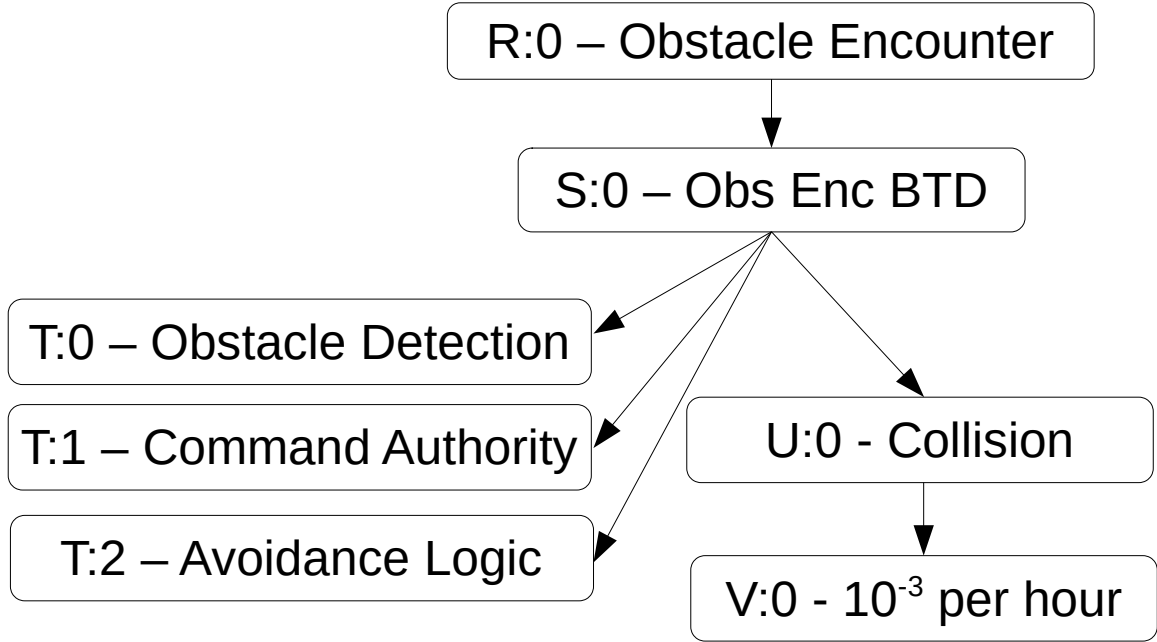 R:0 – Obstacle Encounter
S:0 – Obs Enc BTD
T:0 – Obstacle Detection
T:1 – Command Authority
T:2 – Avoidance Logic
U:0 - Collision
V:0 - 10⁻³ per hour